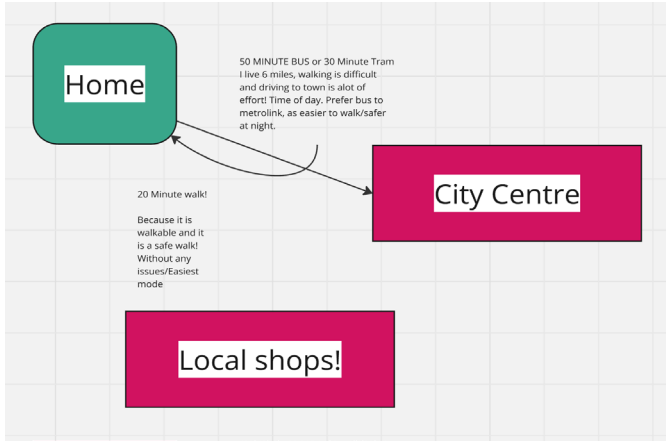 Home
50 MINUTE BUS or 30 Minute Tram
I live 6 miles, walking is difficult
and driving to town is alot of
effort! Time of day. Prefer bus to
metrolink, as easier to walk/safer
at night.
City Centre
20 Minute walk!
Because it is
walkable and it
is a safe walk!
Without any
issues/Easiest
mode
Local shops!